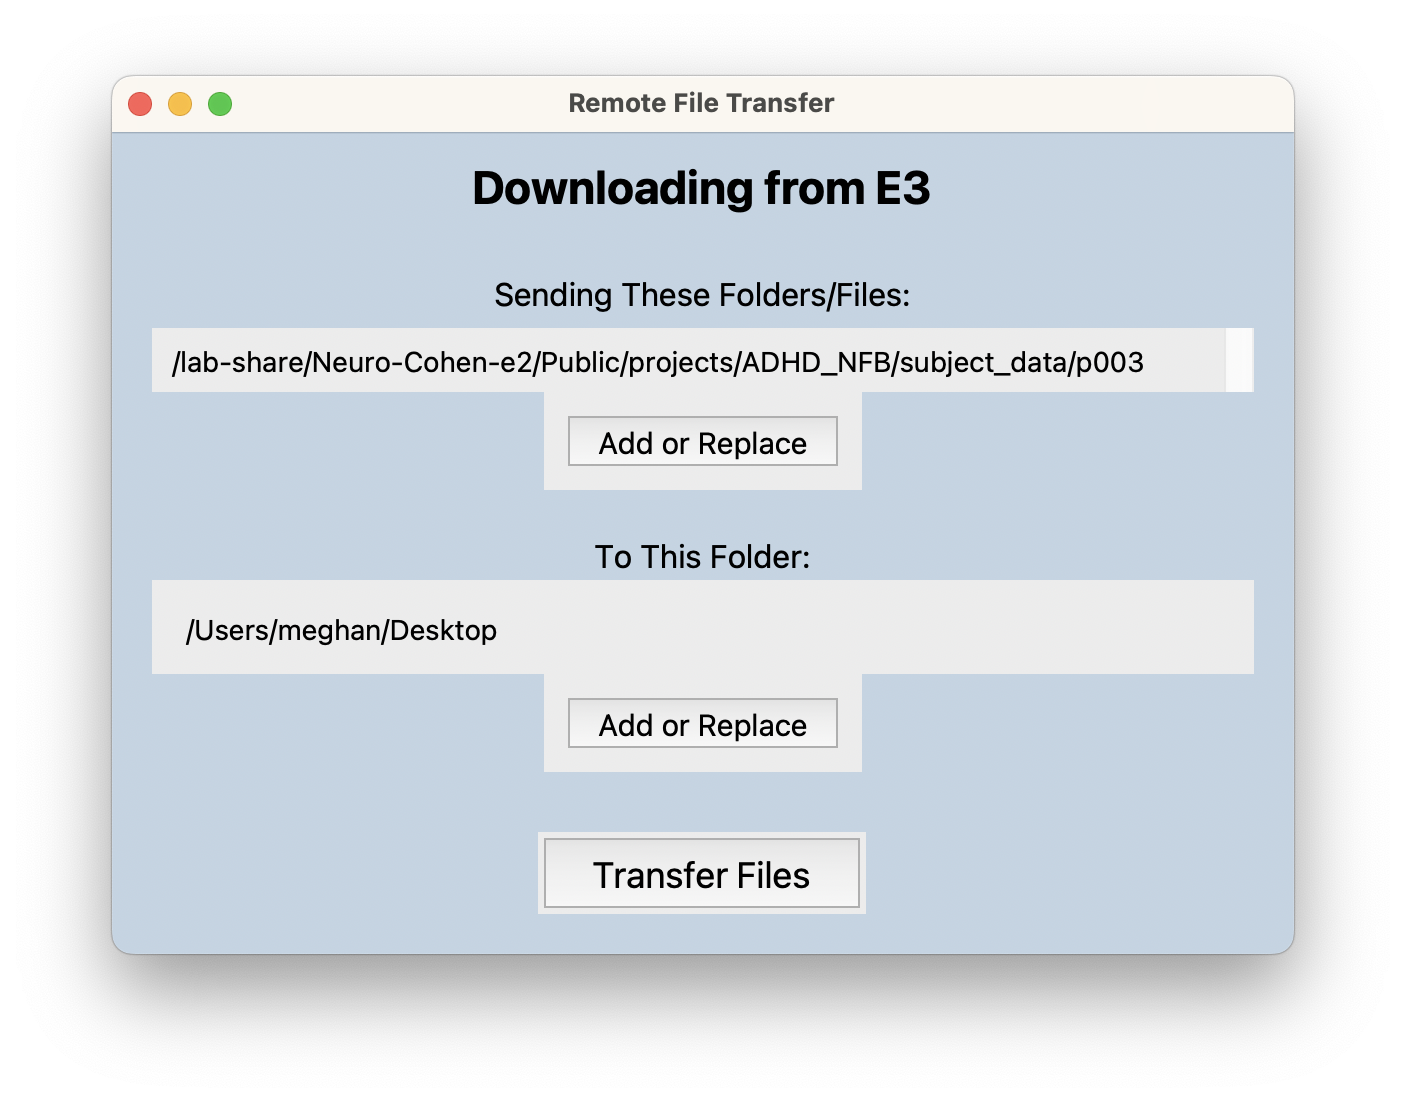 Remote File Transfer
Downloading from E3
Sending These Folders/Files:
/lab-share/Neuro-Cohen-e2/Public/projects/ADHD_NFB/subject_data/p003
Add or Replace
To This Folder:
/Users/meghan/Desktop
Add or Replace
Transfer Files